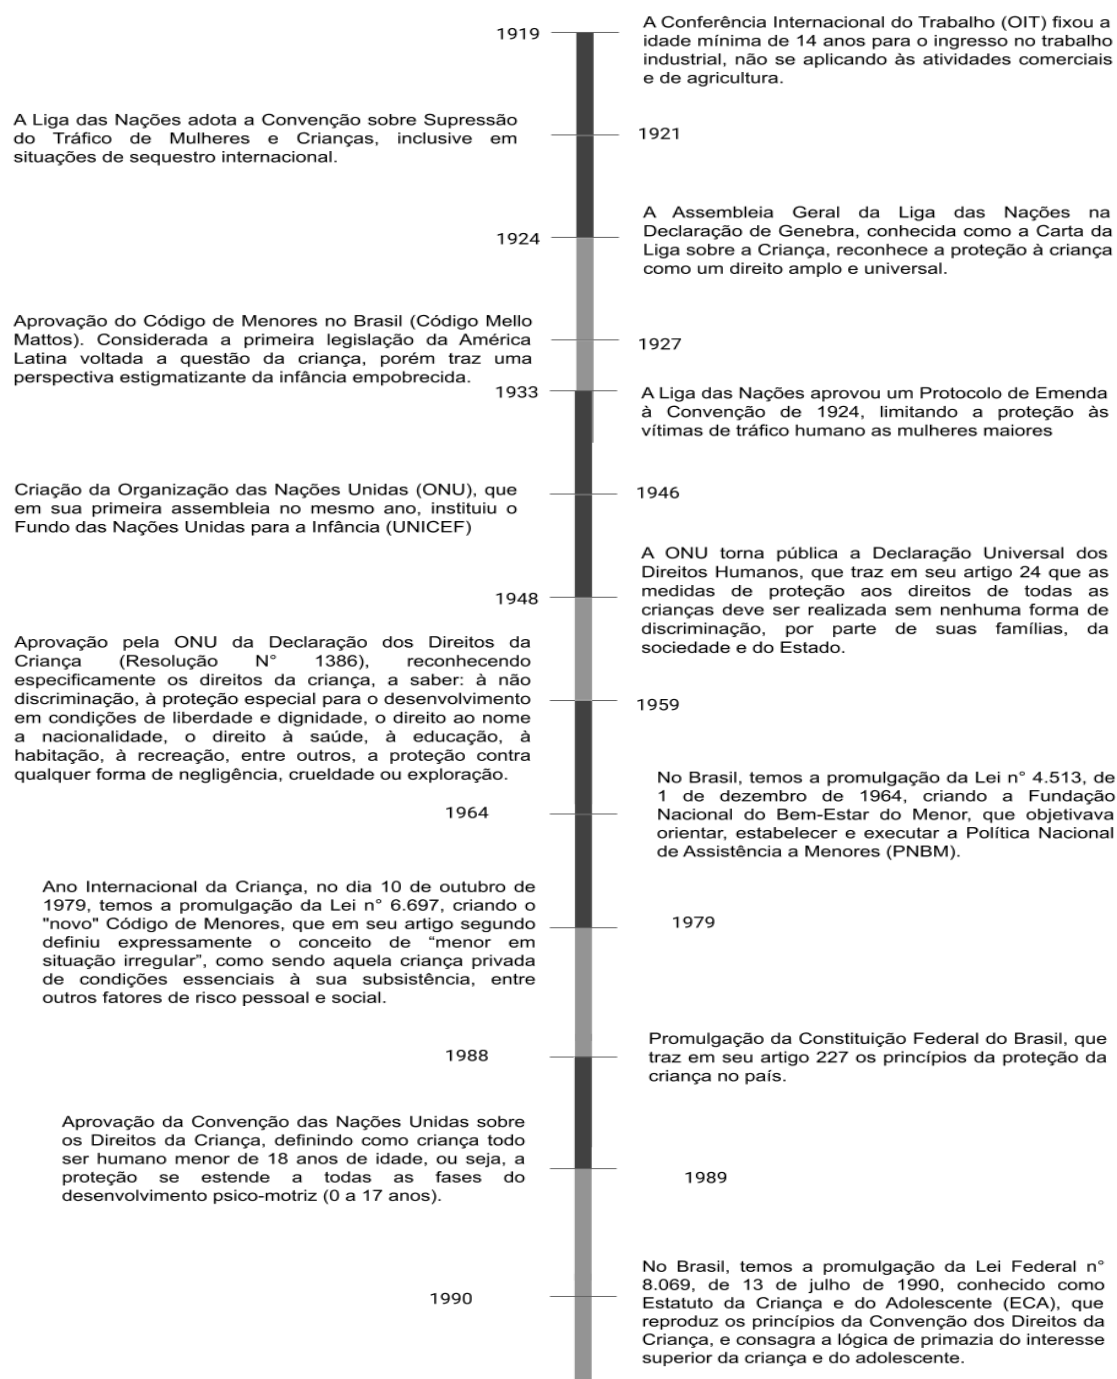 1919
A Conferência Internacional do Trabalho (OIT) fixou a
idade mínima de 14 anos para o ingresso no trabalho
industrial, não se aplicando às atividades comerciais
e de agricultura.
A Liga das Nações adota a Convenção sobre Supressão
do Tráfico de Mulheres e Crianças, inclusive em
situações de sequestro internacional.
1921
1924
A Assembleia Geral da Liga das Nações na
Declaração de Genebra, conhecida como a Carta da
Liga sobre a Criança, reconhece a proteção à criança
como um direito amplo e universal.
Aprovação do Código de Menores no Brasil (Código Mello
Mattos). Considerada a primeira legislação da América
Latina voltada a questão da criança, porém traz uma
perspectiva estigmatizante da infância empobrecida.
1927
1933
A Liga das Nações aprovou um Protocolo de Emenda
à Convenção de 1924, limitando a proteção às
vítimas de tráfico humano as mulheres maiores
Criação da Organização das Nações Unidas (ONU), que
em sua primeira assembleia no mesmo ano, instituiu o
Fundo das Nações Unidas para a Infância (UNICEF)
1946
1948
A ONU torna pública a Declaração Universal dos
Direitos Humanos, que traz em seu artigo 24 que as
medidas de proteção aos direitos de todas as
crianças deve ser realizada sem nenhuma forma de
discriminação, por parte de suas famílias, da
sociedade e do Estado.
Aprovação pela ONU da Declaração dos Direitos da
Criança (Resolução N° 1386), reconhecendo
especificamente os direitos da criança, a saber: à não
discriminação, à proteção especial para o desenvolvimento
em condições de liberdade e dignidade, o direito ao nome
a nacionalidade, o direito à saúde, à educação, à
habitação, à recreação, entre outros, a proteção contra
qualquer forma de negligência, crueldade ou exploração.
1959
1964
No Brasil, temos a promulgação da Lei n° 4.513, de
1 de dezembro de 1964, criando a Fundação
Nacional do Bem-Estar do Menor, que objetivava
orientar, estabelecer e executar a Política Nacional
de Assistência a Menores (PNBM).
Ano Internacional da Criança, no dia 10 de outubro de
1979, temos a promulgação da Lei n° 6.697, criando o
"novo" Código de Menores, que em seu artigo segundo
definiu expressamente o conceito de “menor em
situação irregular”, como sendo aquela criança privada
de condições essenciais à sua subsistência, entre
outros fatores de risco pessoal e social.
1979
1988
Promulgação da Constituição Federal do Brasil, que
traz em seu artigo 227 os princípios da proteção da
criança no país.
Aprovação da Convenção das Nações Unidas sobre
os Direitos da Criança, definindo como criança todo
ser humano menor de 18 anos de idade, ou seja, a
proteção se estende a todas as fases do
desenvolvimento psico-motriz (0 a 17 anos).
1989
1990
No Brasil, temos a promulgação da Lei Federal n°
8.069, de 13 de julho de 1990, conhecido como
Estatuto da Criança e do Adolescente (ECA), que
reproduz os princípios da Convenção dos Direitos da
Criança, e consagra a lógica de primazia do interesse
superior da criança e do adolescente.